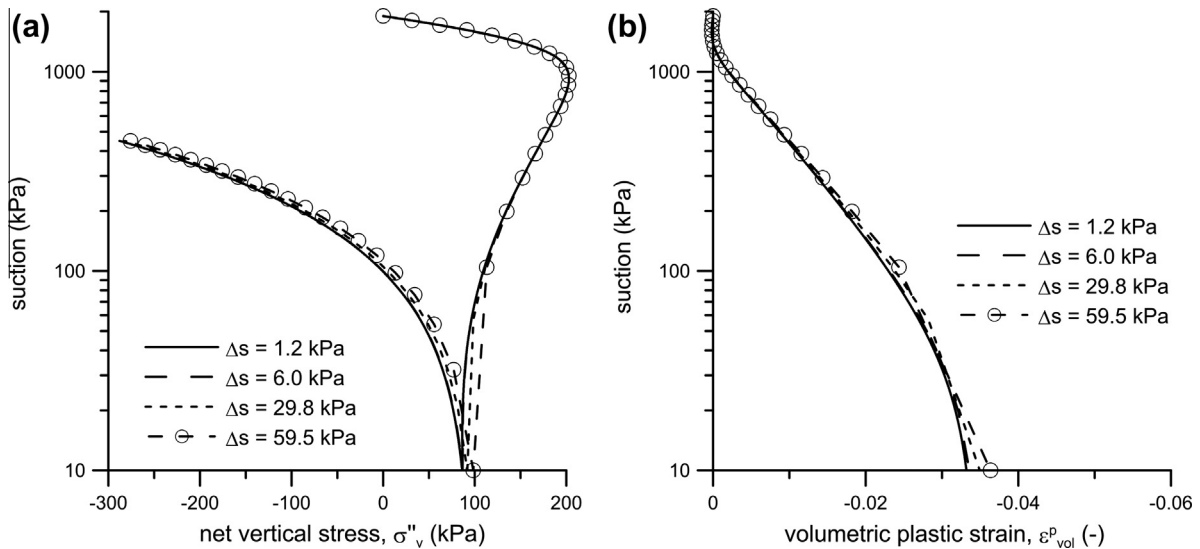 (a)
1000
100
10
suction (kPa)
-300 -200 -100 0 100 200
net vertical stress, σ''v (kPa)
Δs = 1.2 kPa
Δs = 6.0 kPa
Δs = 29.8 kPa
Δs = 59.5 kPa
(b)
1000
100
10
suction (kPa)
0 -0.02 -0.04 -0.06
volumetric plastic strain, εᵖvol (-)
Δs = 1.2 kPa
Δs = 6.0 kPa
Δs = 29.8 kPa
Δs = 59.5 kPa